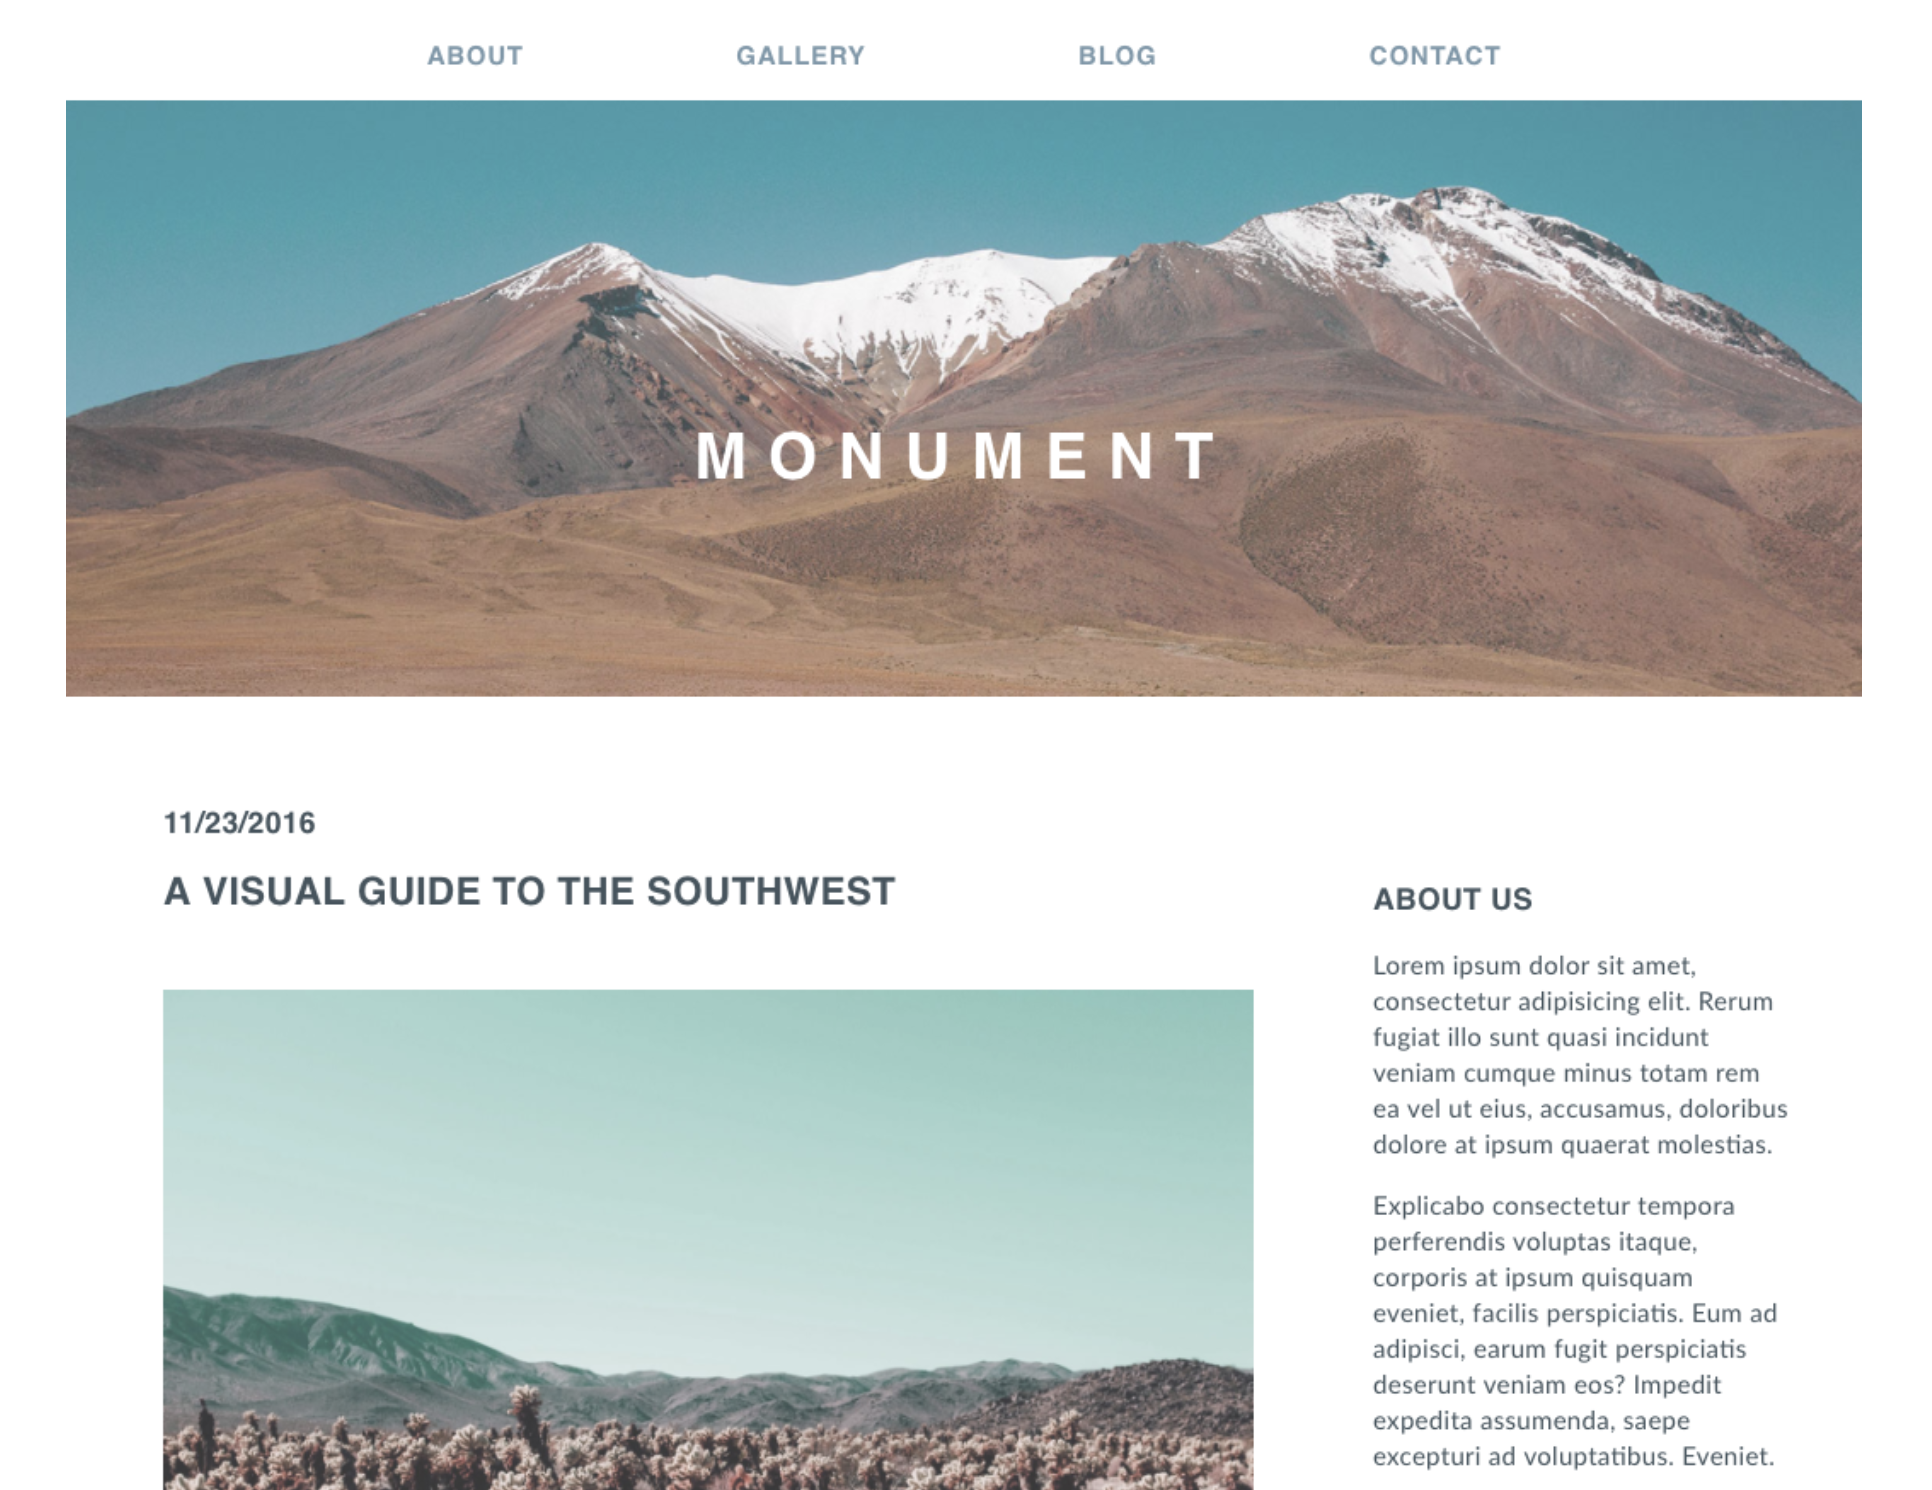 ABOUT GALLERY BLOG CONTACT
MONUMENT
11/23/2016
A VISUAL GUIDE TO THE SOUTHWEST
ABOUT US
Lorem ipsum dolor sit amet,
consectetur adipisicing elit. Rerum
fugiat illo sunt quasi incidunt
veniam cumque minus totam rem
ea vel ut eius, accusamus, doloribus
dolore at ipsum quaerat molestias.
Explicabo consectetur tempora
perferendis voluptas itaque,
corporis at ipsum quisquam
eveniet, facilis perspiciatis. Eum ad
adipisci, earum fugit perspiciatis
deserunt veniam eos? Impedit
expedita assumenda, saepe
excepturi ad voluptatibus. Eveniet.